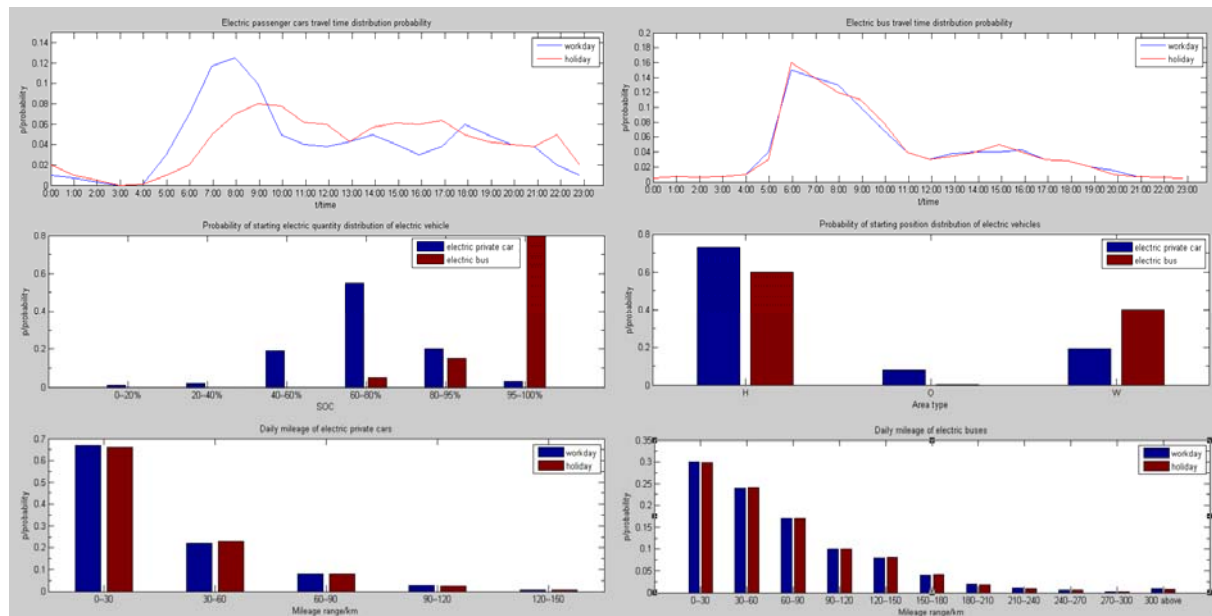 Electric passenger cars travel time distribution probability
0.14
0.12
0.1
0.08
0.06
0.04
0.02
0
p/probability
workday
holiday
0:00 1:00 2:00 3:00 4:00 5:00 6:00 7:00 8:00 9:00 10:00 11:00 12:00 13:00 14:00 15:00 16:00 17:00 18:00 19:00 20:00 21:00 22:00 23:00
t/time
Electric bus travel time distribution probability
0.2
0.18
0.16
0.14
0.12
0.1
0.08
0.06
0.04
0.02
0
p/probability
workday
holiday
0:00 1:00 2:00 3:00 4:00 5:00 6:00 7:00 8:00 9:00 10:00 11:00 12:00 13:00 14:00 15:00 16:00 17:00 18:00 19:00 20:00 21:00 22:00 23:00
t/time
Probability of starting electric quantity distribution of electric vehicle
0.8
0.6
0.4
0.2
0
p/probability
electric private car
electric bus
0--20% 20--40% 40--60% 60--80% 80--95% 95--100%
SOC
Probability of starting position distribution of electric vehicles
0.8
0.6
0.4
0.2
0
p/probability
electric private car
electric bus
H O W
Area type
Daily mileage of electric private cars
0.7
0.6
0.5
0.4
0.3
0.2
0.1
0
p/probability
workday
holiday
0--30 30--60 60--90 90--120 120--150
Mileage range/km
Daily mileage of electric buses
0.35
0.3
0.25
0.2
0.15
0.1
0.05
0
p/probability
workday
holiday
0--30 30--60 60--90 90--120 120--150 150--180 180--210 210--240 240--270 270--300 300 above
Mileage range/km